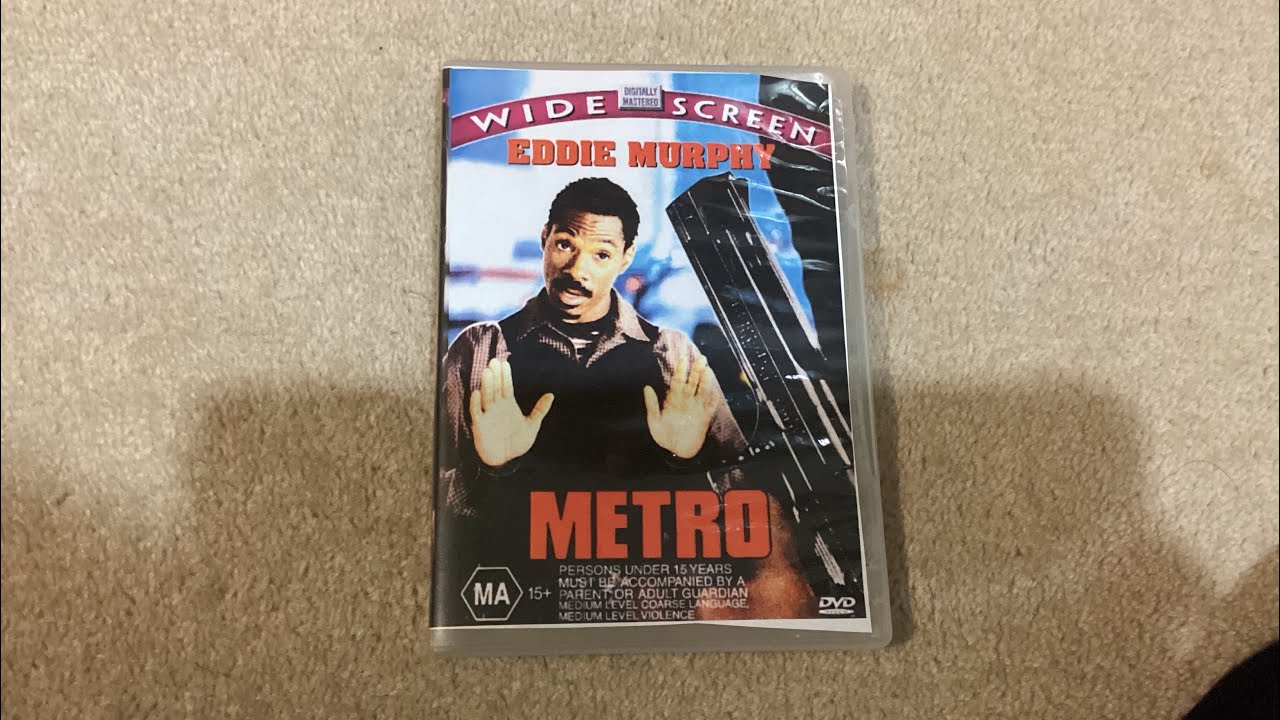 DIGITALLY
MASTERED
WIDE SCREEN
EDDIE MURPHY
METRO
MA 15+
PERSONS UNDER 15 YEARS
MUST BE ACCOMPANIED BY A
PARENT OR ADULT GUARDIAN
MEDIUM LEVEL COARSE LANGUAGE,
MEDIUM LEVEL VIOLENCE
DVD